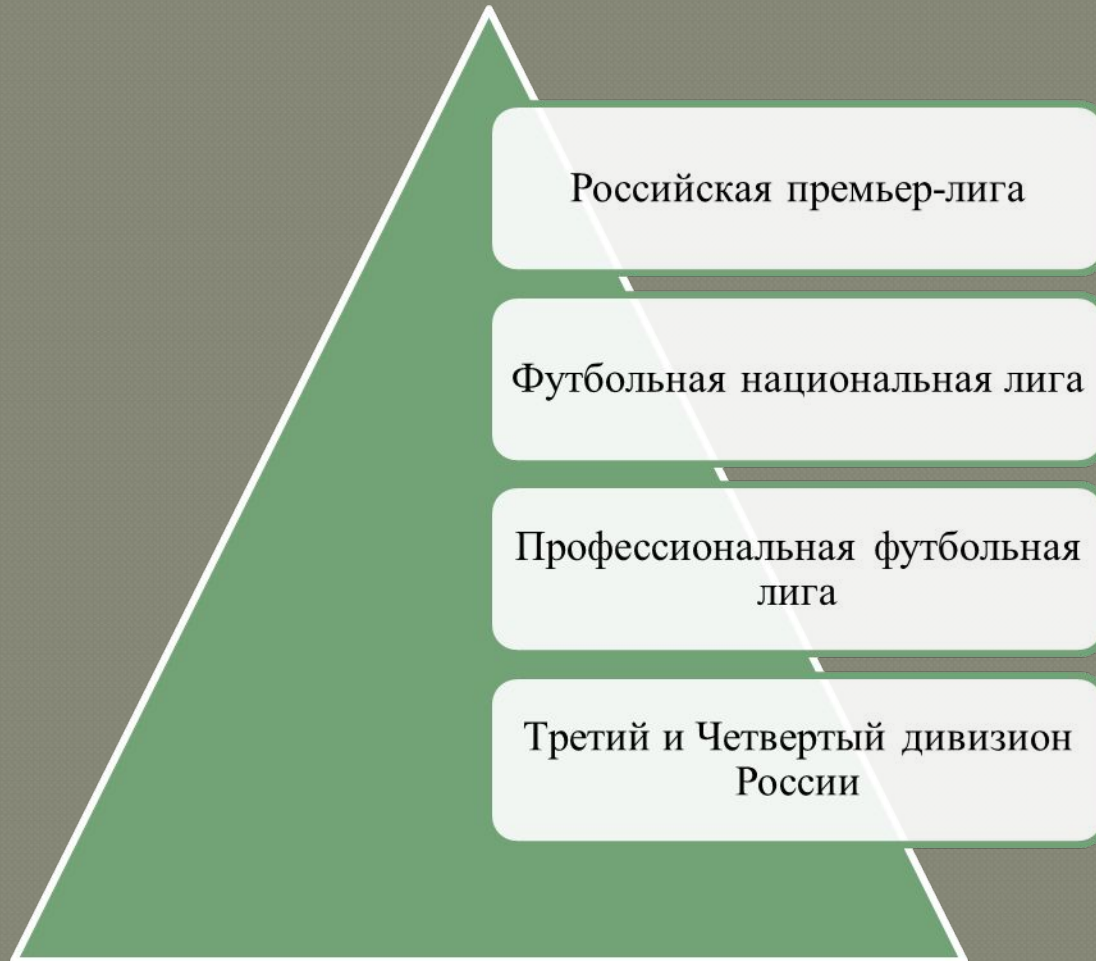 Российская премьер-лига
Футбольная национальная лига
Профессиональная футбольная
лига
Третий и Четвертый дивизион
России